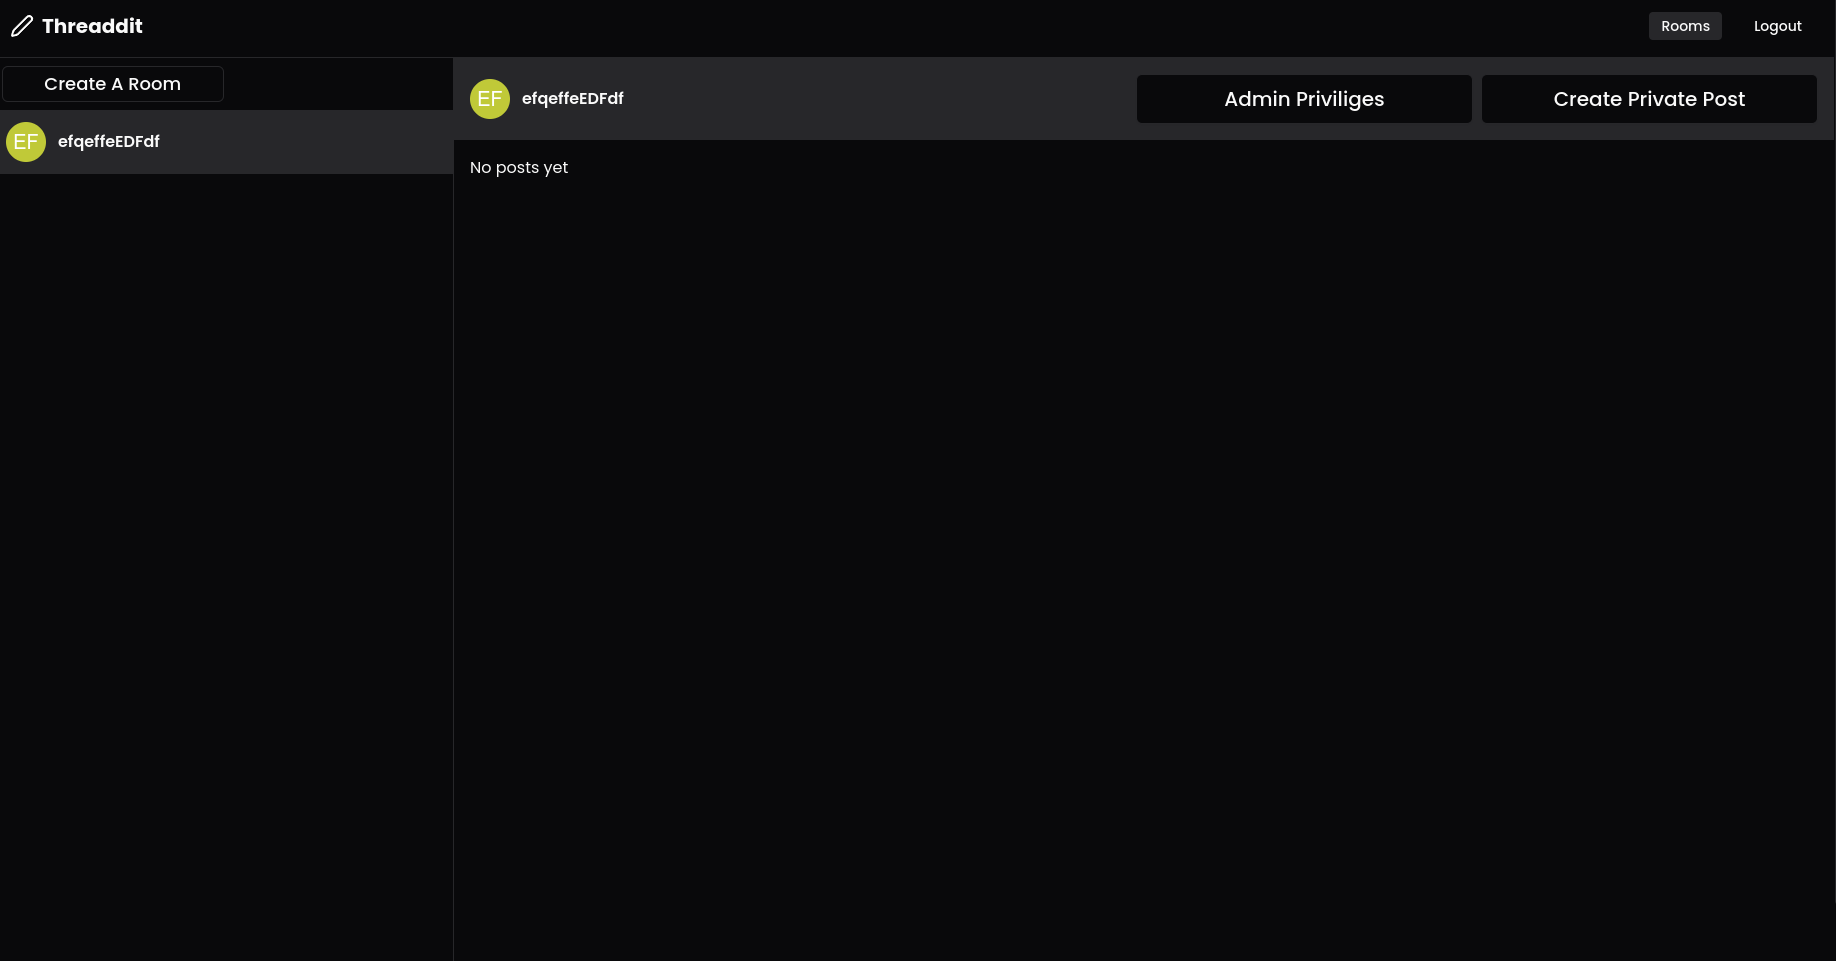 Threaddit
Rooms
Logout
Create A Room
EF
efqeffeEDFdf
EF
efqeffeEDFdf
Admin Priviliges
Create Private Post
No posts yet